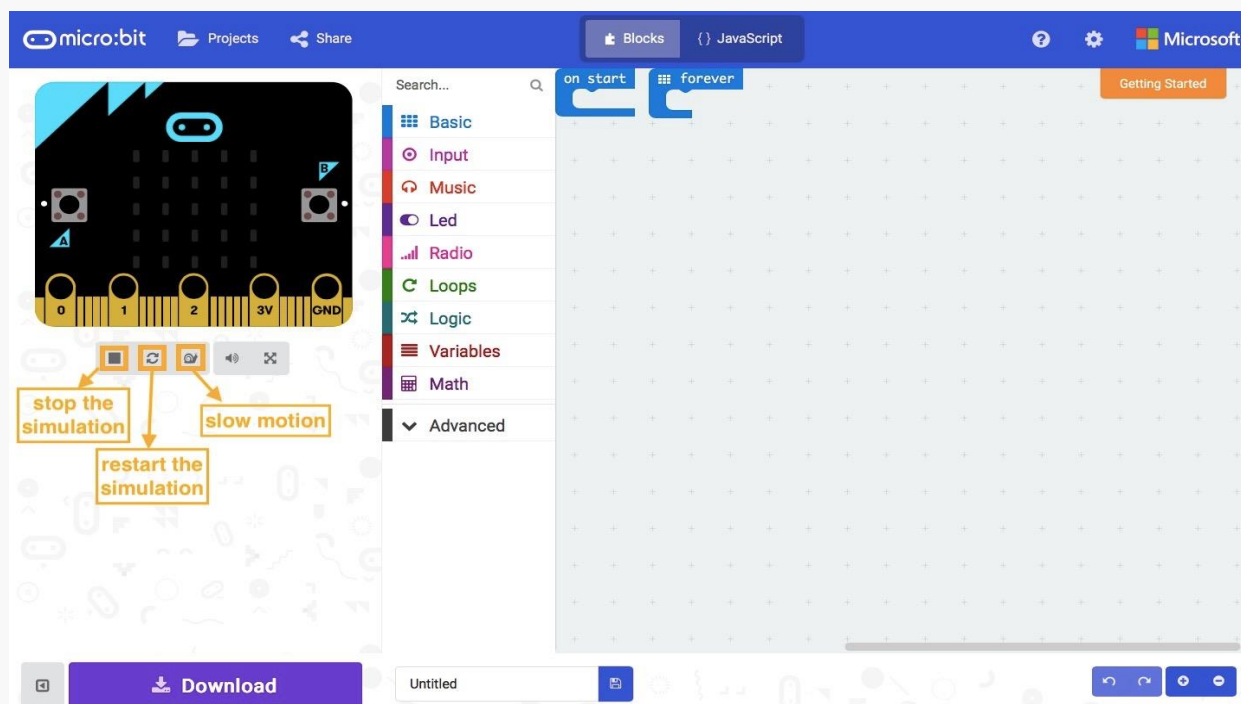 micro:bit
Projects
Share
Blocks
{} JavaScript
Microsoft
B
A
0 1 2 3V GND
stop the
simulation
slow motion
restart the
simulation
Search...
Basic
Input
Music
Led
Radio
Loops
Logic
Variables
Math
Advanced
on start
forever
Getting Started
Download
Untitled